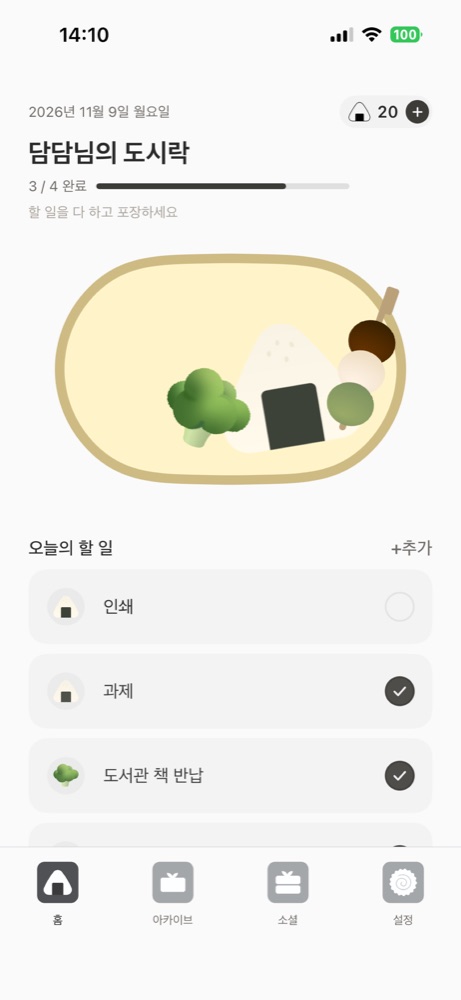 14:10
100
2026년 11월 9일 월요일
20
담담님의 도시락
3 / 4 완료
할 일을 다 하고 포장하세요
오늘의 할 일
+추가
인쇄
과제
도서관 책 반납
홈
아카이브
소셜
설정